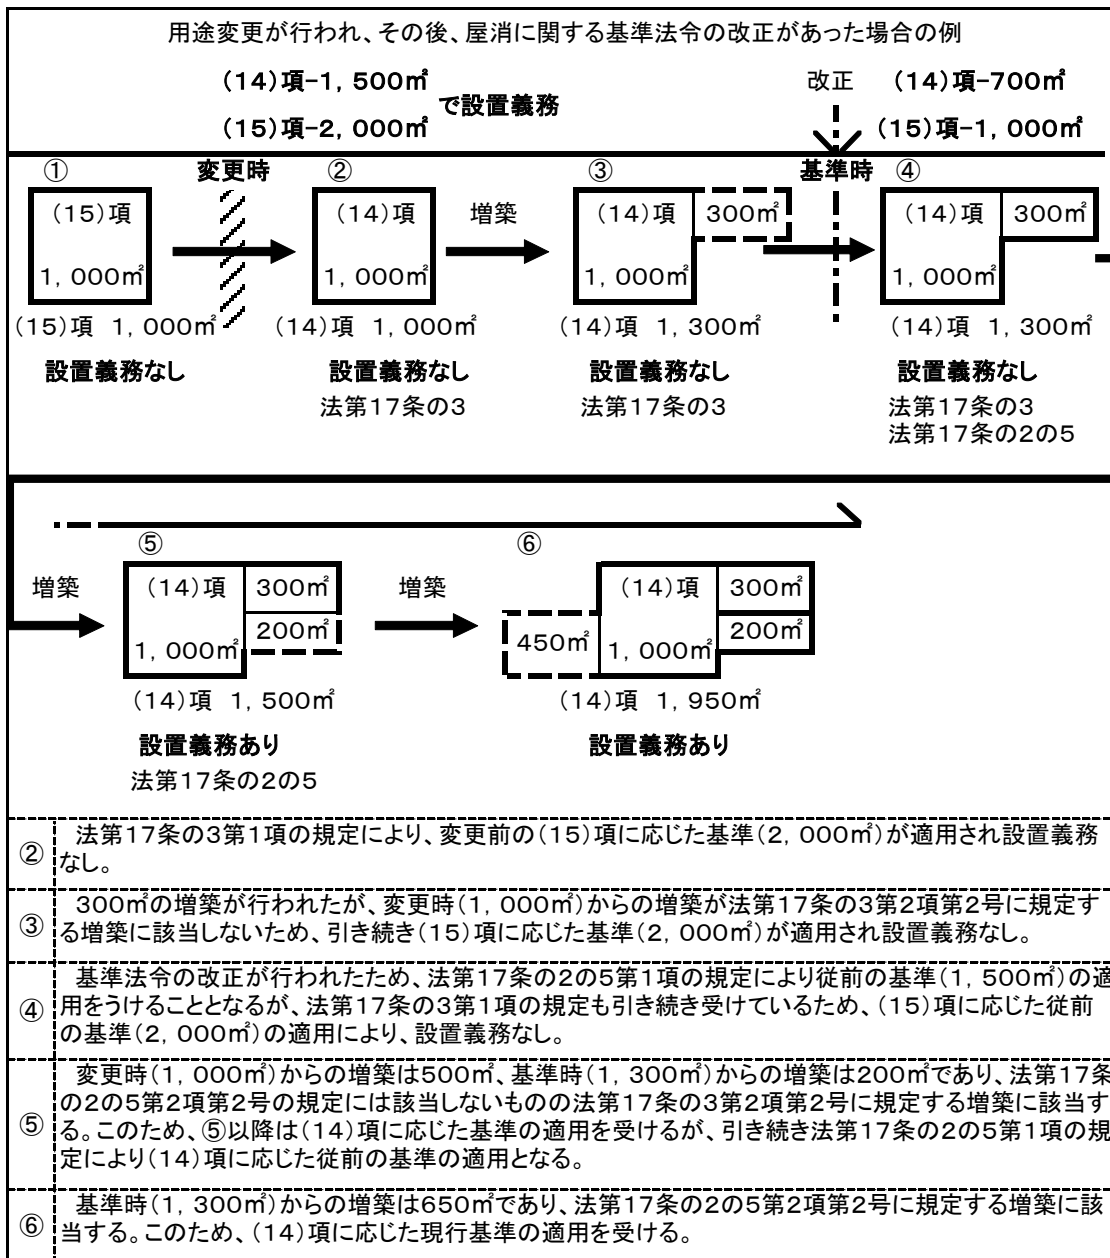 用途変更が行われ、その後、屋消に関する基準法令の改正があった場合の例
(14)項-1,500㎡
(15)項-2,000㎡
で設置義務
改正
(14)項-700㎡
(15)項-1,000㎡
①
変更時
②
③
基準時
④
(15)項
1,000㎡
(14)項
1,000㎡
増築
(14)項
300㎡
1,000㎡
(14)項
300㎡
1,000㎡
(15)項 1,000㎡
(14)項 1,000㎡
(14)項 1,300㎡
(14)項 1,300㎡
設置義務なし
設置義務なし
設置義務なし
設置義務なし
法第17条の3
法第17条の3
法第17条の3
法第17条の2の5
⑤
⑥
増築
(14)項
300㎡
200㎡
1,000㎡
増築
(14)項
300㎡
200㎡
450㎡
1,000㎡
(14)項 1,500㎡
(14)項 1,950㎡
設置義務あり
設置義務あり
法第17条の2の5
②
法第17条の3第1項の規定により、変更前の(15)項に応じた基準(2,000㎡)が適用され設置義務
なし。
③
300㎡の増築が行われたが、変更時(1,000㎡)からの増築が法第17条の3第2項第2号に規定す
る増築に該当しないため、引き続き(15)項に応じた基準(2,000㎡)が適用され設置義務なし。
④
基準法令の改正が行われたため、法第17条の2の5第1項の規定により従前の基準(1,500㎡)の適
用をうけることとなるが、法第17条の3第1項の規定も引き続き受けているため、(15)項に応じた従前
の基準(2,000㎡)の適用により、設置義務なし。
⑤
変更時(1,000㎡)からの増築は500㎡、基準時(1,300㎡)からの増築は200㎡であり、法第17条
の2の5第2項第2号の規定には該当しないものの法第17条の3第2項第2号に規定する増築に該当す
る。このため、⑤以降は(14)項に応じた基準の適用を受けるが、引き続き法第17条の2の5第1項の規
定により(14)項に応じた従前の基準の適用となる。
⑥
基準時(1,300㎡)からの増築は650㎡であり、法第17条の2の5第2項第2号に規定する増築に該
当する。このため、(14)項に応じた現行基準の適用を受ける。